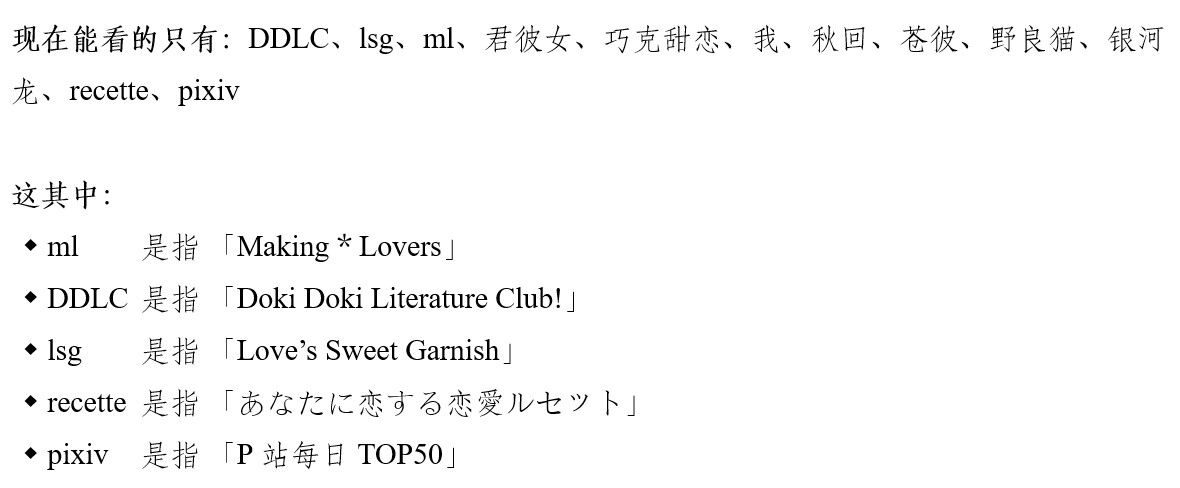 现在能看的只有：DDLC、lsg、ml、君彼女、巧克甜恋、我、秋回、苍彼、野良猫、银河
龙、recette、pixiv
这其中：
◆ ml 是指「Making＊Lovers」
◆ DDLC 是指「Doki Doki Literature Club!」
◆ lsg 是指「Love’s Sweet Garnish」
◆ recette 是指「あなたに恋する恋愛ルセット」
◆ pixiv 是指「P 站每日 TOP50」